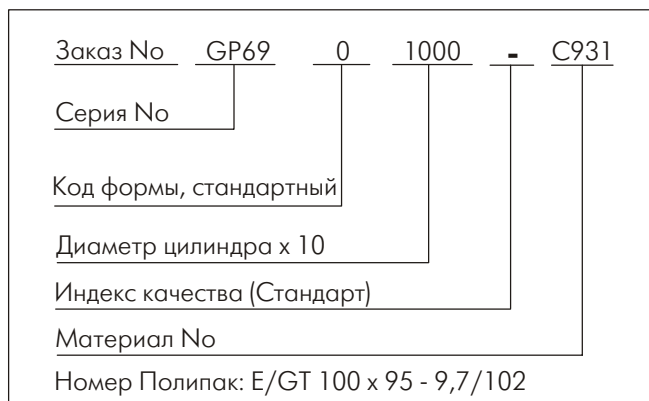 Заказ No GP69 0 1000 - C931
Серия No
Код формы, стандартный
Диаметр цилиндра x 10
Индекс качества (Стандарт)
Материал No
Номер Полипак: E/GT 100 x 95 - 9,7/102